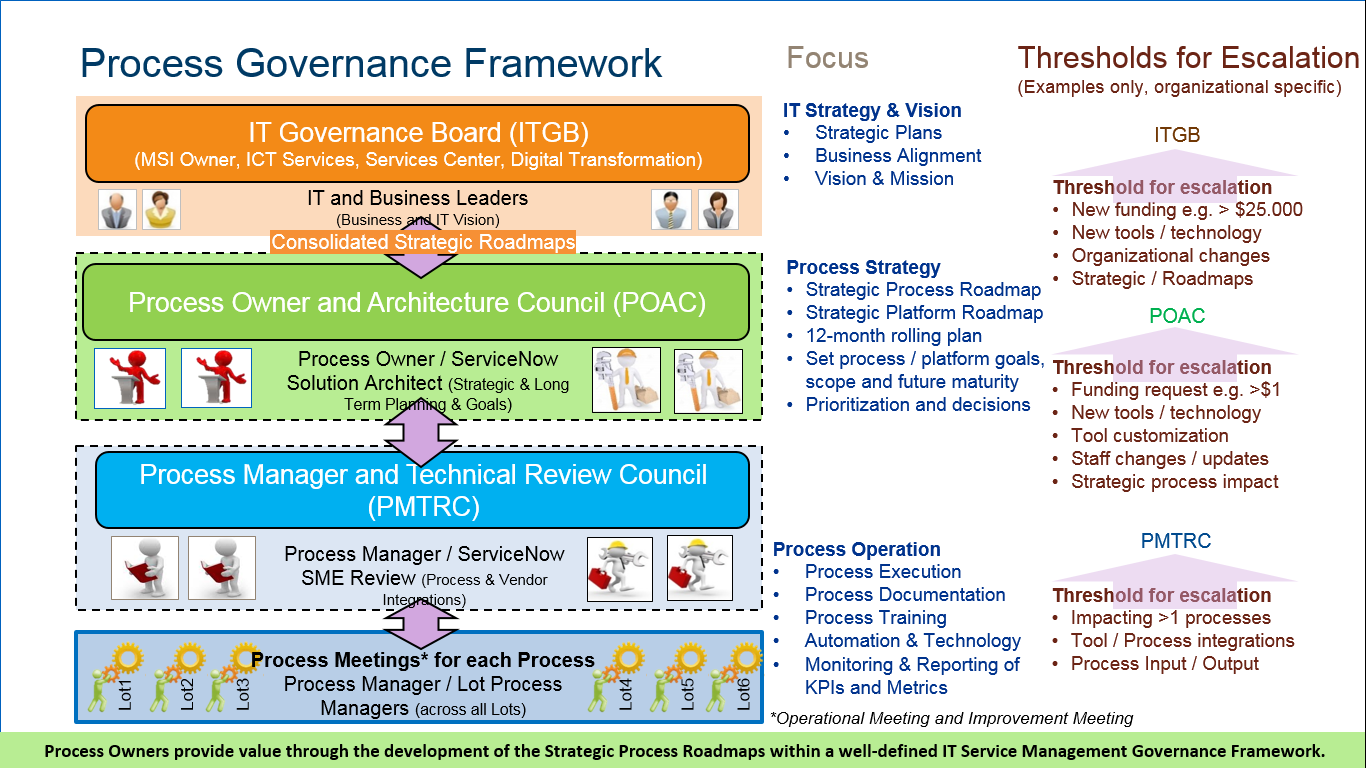 Process Governance Framework
IT Governance Board (ITGB)
(MSI Owner, ICT Services, Services Center, Digital Transformation)
IT and Business Leaders
(Business and IT Vision)
Consolidated Strategic Roadmaps
Process Owner and Architecture Council (POAC)
Process Owner / ServiceNow
Solution Architect (Strategic & Long
Term Planning & Goals)
Process Manager and Technical Review Council
(PMTRC)
Process Manager / ServiceNow
SME Review (Process & Vendor
Integrations)
Lot1
Lot2
Lot3
Process Meetings* for each Process
Process Manager / Lot Process
Managers (across all Lots)
Lot4
Lot5
Lot6
Focus
IT Strategy & Vision
• Strategic Plans
• Business Alignment
• Vision & Mission
Process Strategy
• Strategic Process Roadmap
• Strategic Platform Roadmap
• 12-month rolling plan
• Set process / platform goals,
scope and future maturity
• Prioritization and decisions
Process Operation
• Process Execution
• Process Documentation
• Process Training
• Automation & Technology
• Monitoring & Reporting of
KPIs and Metrics
Thresholds for Escalation
(Examples only, organizational specific)
ITGB
Threshold for escalation
• New funding e.g. > $25.000
• New tools / technology
• Organizational changes
• Strategic / Roadmaps
POAC
Threshold for escalation
• Funding request e.g. >$1
• New tools / technology
• Tool customization
• Staff changes / updates
• Strategic process impact
PMTRC
Threshold for escalation
• Impacting >1 processes
• Tool / Process integrations
• Process Input / Output
*Operational Meeting and Improvement Meeting
Process Owners provide value through the development of the Strategic Process Roadmaps within a well-defined IT Service Management Governance Framework.